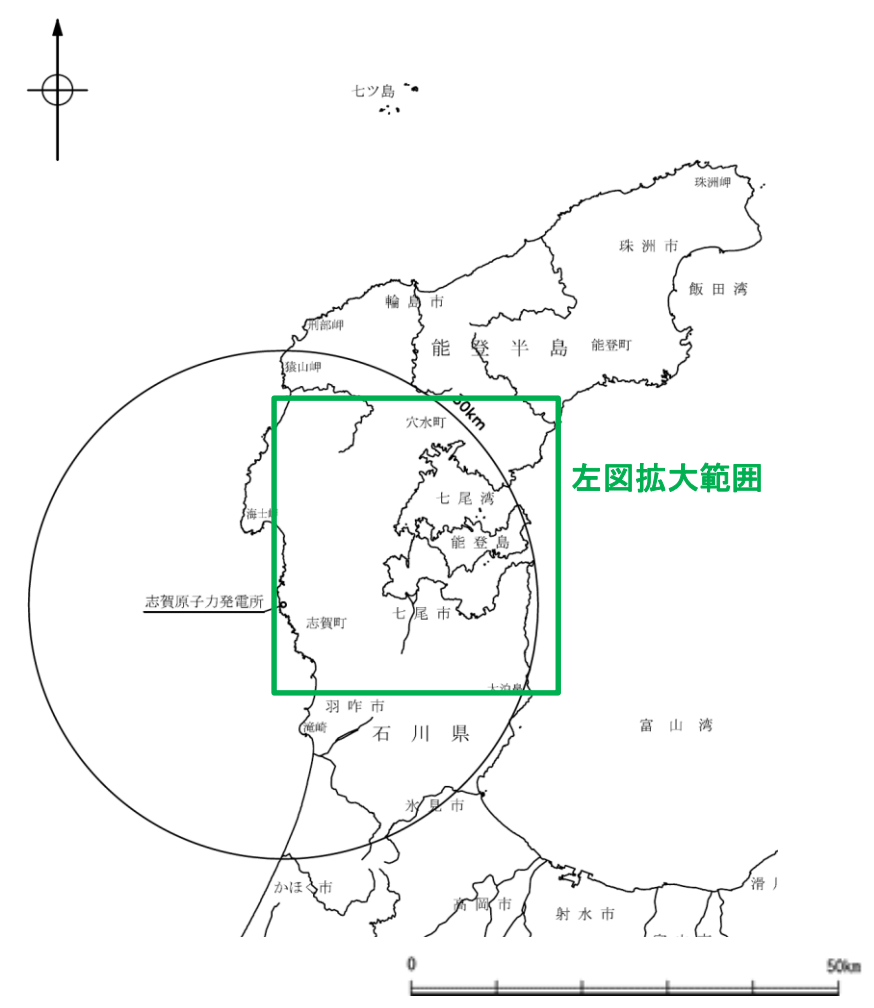 七ツ島
珠洲岬
珠 洲 市
飯 田 湾
輪 島 市
刑部岬
能 登 半 島
能登町
猿山岬
30km
穴水町
左図拡大範囲
七 尾 湾
海士岬
能 登 島
志賀原子力発電所
七 尾 市
志賀町
大泊鼻
羽 咋 市
滝崎
石 川 県
富 山 湾
氷 見 市
かほく市
高 岡 市
射 水 市
滑
0
50km